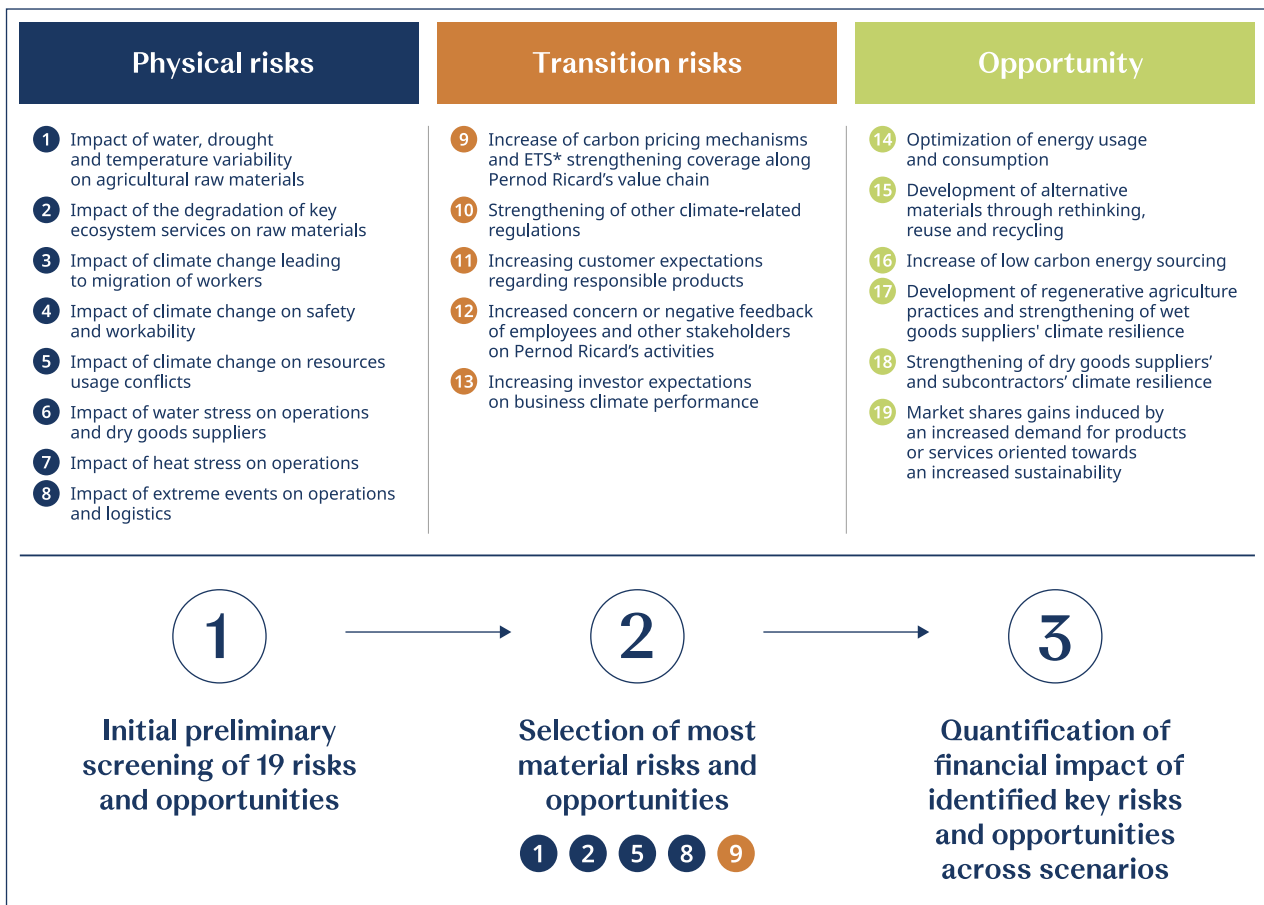 Physical risks
1 Impact of water, drought
and temperature variability
on agricultural raw materials
2 Impact of the degradation of key
ecosystem services on raw materials
3 Impact of climate change leading
to migration of workers
4 Impact of climate change on safety
and workability
5 Impact of climate change on resources
usage conflicts
6 Impact of water stress on operations
and dry goods suppliers
7 Impact of heat stress on operations
8 Impact of extreme events on operations
and logistics
Transition risks
9 Increase of carbon pricing mechanisms
and ETS* strengthening coverage along
Pernod Ricard’s value chain
10 Strengthening of other climate-related
regulations
11 Increasing customer expectations
regarding responsible products
12 Increased concern or negative feedback
of employees and other stakeholders
on Pernod Ricard’s activities
13 Increasing investor expectations
on business climate performance
Opportunity
14 Optimization of energy usage
and consumption
15 Development of alternative
materials through rethinking,
reuse and recycling
16 Increase of low carbon energy sourcing
17 Development of regenerative agriculture
practices and strengthening of wet
goods suppliers' climate resilience
18 Strengthening of dry goods suppliers’
and subcontractors’ climate resilience
19 Market shares gains induced by
an increased demand for products
or services oriented towards
an increased sustainability
1
Initial preliminary
screening of 19 risks
and opportunities
2
Selection of most
material risks and
opportunities
1 2 5 8 9
3
Quantification of
financial impact of
identified key risks
and opportunities
across scenarios